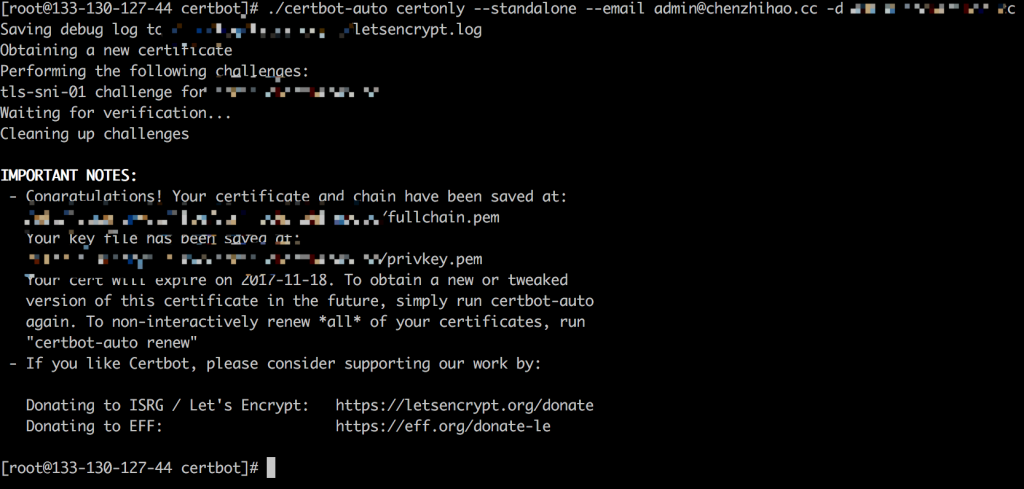 [root@133-130-127-44 certbot]# ./certbot-auto certonly --standalone --email admin@chenzhihao.cc -d c
Saving debug log to letsencrypt.log
Obtaining a new certificate
Performing the following challenges:
tls-sni-01 challenge for
Waiting for verification...
Cleaning up challenges
IMPORTANT NOTES:
- Congratulations! Your certificate and chain have been saved at:
/fullchain.pem
Your key file has been saved at:
/privkey.pem
Your cert will expire on 2017-11-18. To obtain a new or tweaked
version of this certificate in the future, simply run certbot-auto
again. To non-interactively renew *all* of your certificates, run
"certbot-auto renew"
- If you like Certbot, please consider supporting our work by:
Donating to ISRG / Let's Encrypt: https://letsencrypt.org/donate
Donating to EFF: https://eff.org/donate-le
[root@133-130-127-44 certbot]#